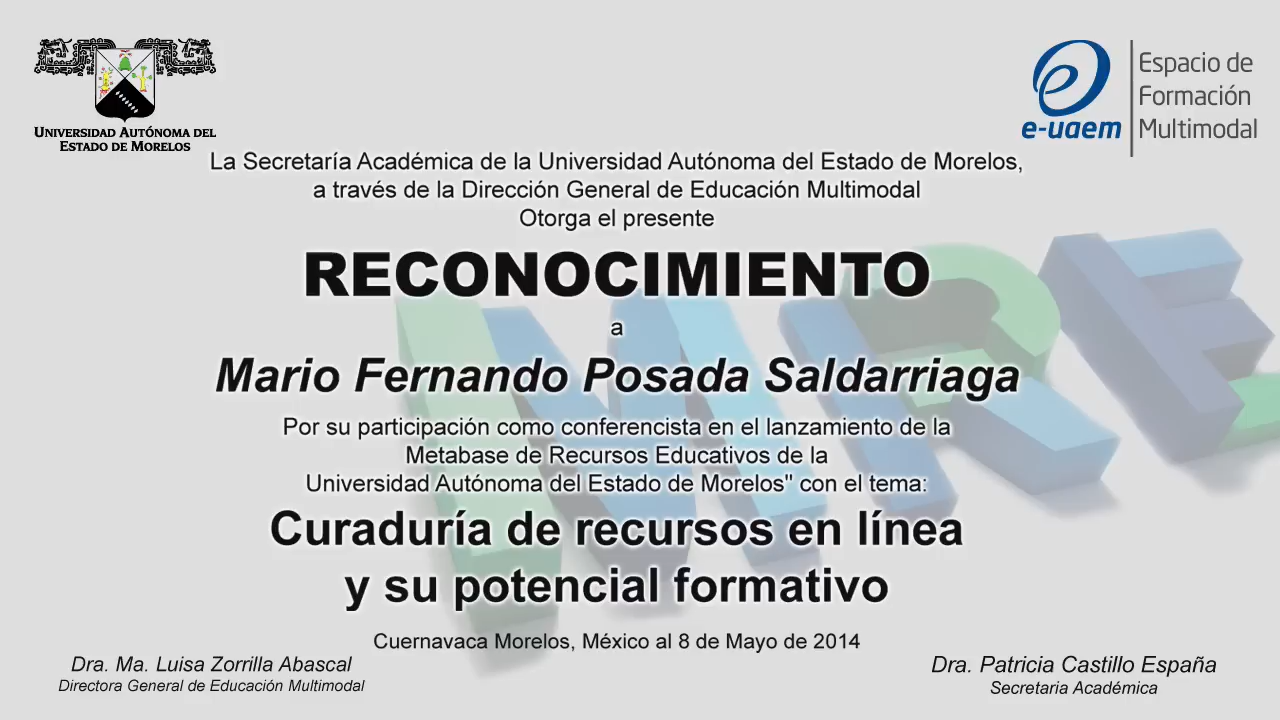 UNIVERSIDAD AUTÓNOMA DEL
ESTADO DE MORELOS
e-uaem
Espacio de
Formación
Multimodal
La Secretaría Académica de la Universidad Autónoma del Estado de Morelos,
a través de la Dirección General de Educación Multimodal
Otorga el presente
RECONOCIMIENTO
a
Mario Fernando Posada Saldarriaga
Por su participación como conferencista en el lanzamiento de la
Metabase de Recursos Educativos de la
Universidad Autónoma del Estado de Morelos" con el tema:
Curaduría de recursos en línea
y su potencial formativo
Cuernavaca Morelos, México al 8 de Mayo de 2014
Dra. Ma. Luisa Zorrilla Abascal
Directora General de Educación Multimodal
Dra. Patricia Castillo España
Secretaria Académica
MRE